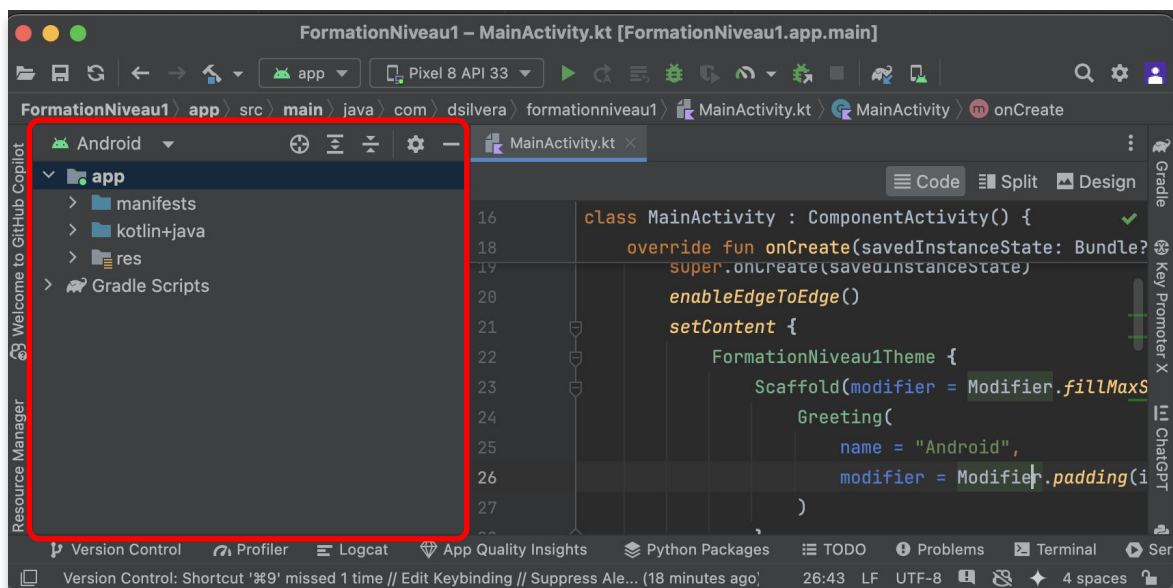 FormationNiveau1 – MainActivity.kt [FormationNiveau1.app.main]
app Pixel 8 API 33
FormationNiveau1 〉 app 〉 src 〉 main 〉 java 〉 com 〉 dsilvera 〉 formationniveau1 〉 MainActivity.kt 〉 MainActivity 〉 m onCreate
Android
MainActivity.kt
app
manifests
kotlin+java
res
Gradle Scripts
Code Split Design
16 class MainActivity : ComponentActivity() {
18 override fun onCreate(savedInstanceState: Bundle?
19 super.onCreate(savedInstanceState)
20 enableEdgeToEdge()
21 setContent {
22 FormationNiveau1Theme {
23 Scaffold(modifier = Modifier.fillMaxS
24 Greeting(
25 name = "Android",
26 modifier = Modifier.padding(i
27 )
Welcome to GitHub Copilot
Resource Manager
Gradle
Key Promoter X
ChatGPT
Version Control Profiler Logcat App Quality Insights Python Packages TODO Problems Terminal Ser
Version Control: Shortcut '⌘9' missed 1 time // Edit Keybinding // Suppress Ale... (18 minutes ago) 26:43 LF UTF-8 4 spaces